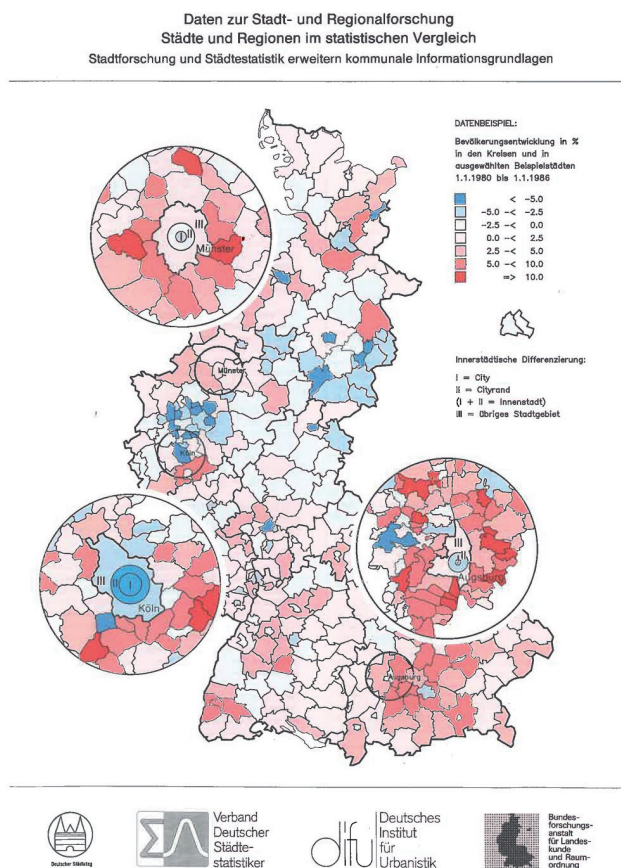 Daten zur Stadt- und Regionalforschung
Städte und Regionen im statistischen Vergleich
Stadtforschung und Städtestatistik erweitern kommunale Informationsgrundlagen
DATENBEISPIEL:
Bevölkerungsentwicklung in %
in den Kreisen und in
ausgewählten Beispielstädten
1.1.1980 bis 1.1.1986
< -5.0
-5.0 -< -2.5
-2.5 -< 0.0
0.0 -< 2.5
2.5 -< 5.0
5.0 -< 10.0
=> 10.0
Innerstädtische Differenzierung:
I = City
II = Cityrand
(I + II = Innenstadt)
III = übriges Stadtgebiet
I II III
Münster
Münster
Köln
III II I
Köln
III
II
Augsburg
Augsburg
Deutscher Städtetag
Verband
Deutscher
Städte-
statistiker
difu
Deutsches
Institut
für
Urbanistik
Bundes-
forschungs-
anstalt
für Landes-
kunde
und Raum-
ordnung